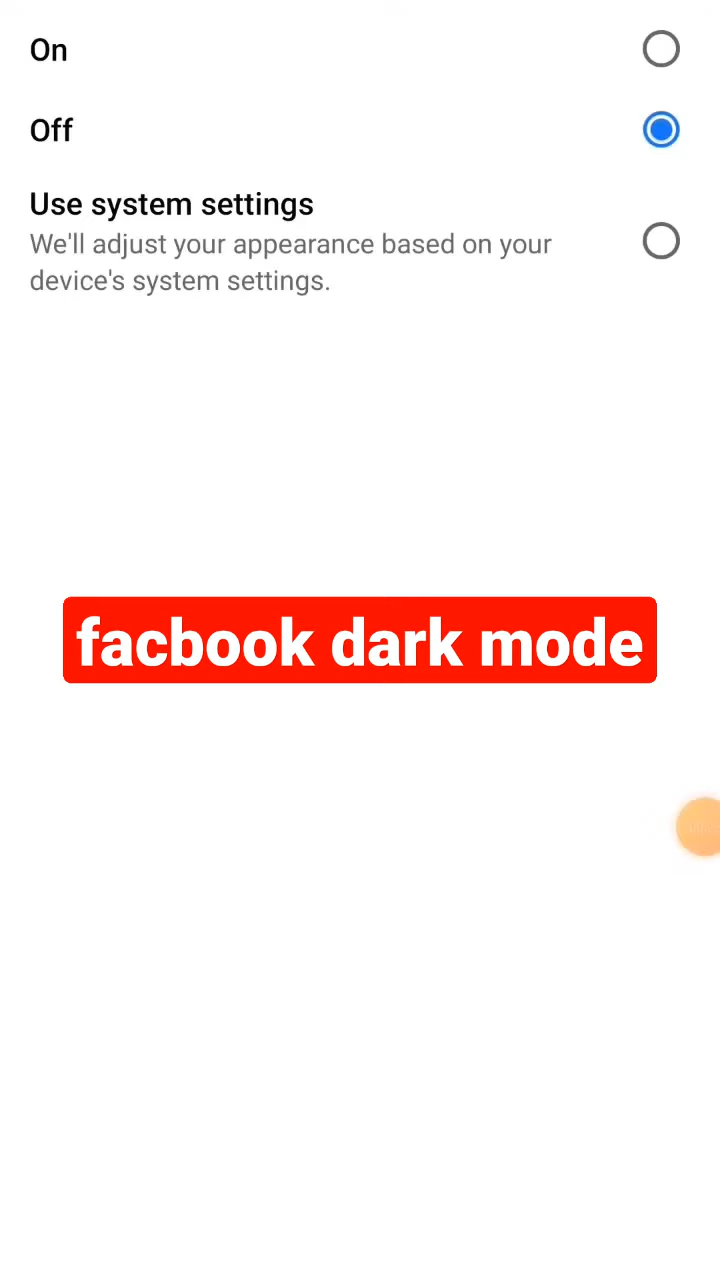 On
Off
Use system settings
We'll adjust your appearance based on your
device's system settings.
facbook dark mode